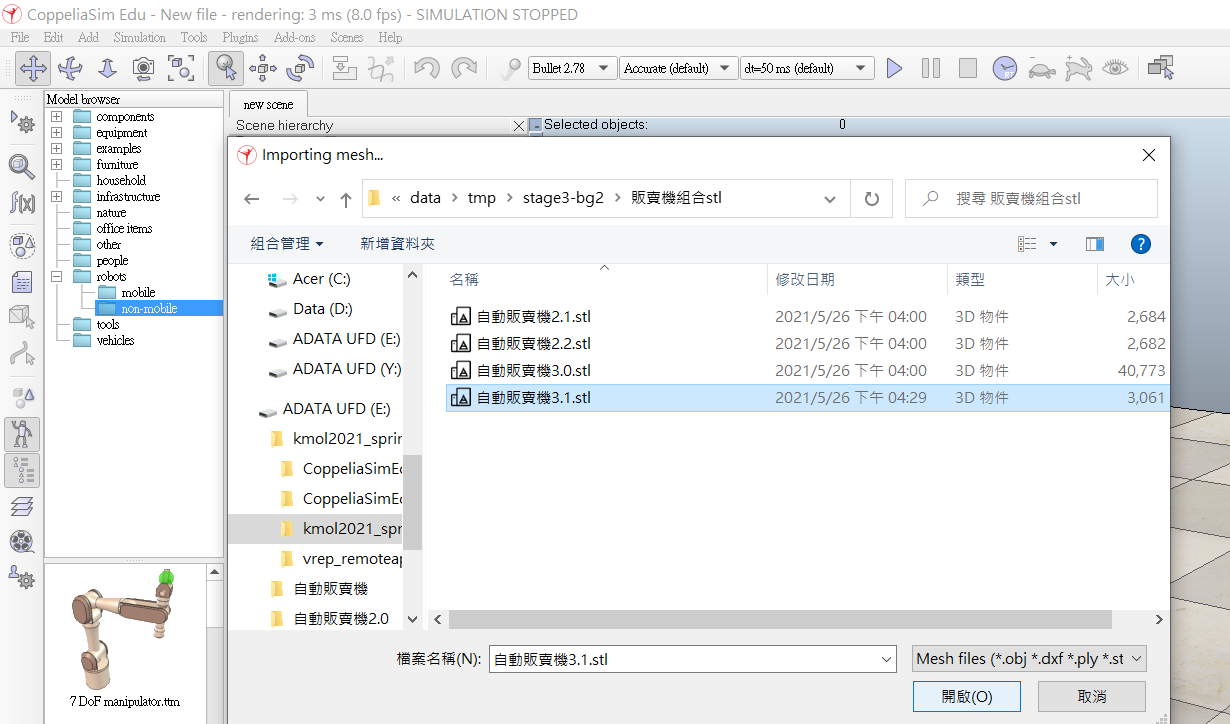 CoppeliaSim Edu - New file - rendering: 3 ms (8.0 fps) - SIMULATION STOPPED
File Edit Add Simulation Tools Plugins Add-ons Scenes Help
Bullet 2.78 Accurate (default) dt=50 ms (default) RT
Model browser
components
equipment
examples
furniture
household
infrastructure
nature
office items
other
people
robots
mobile
non-mobile
tools
vehicles
7 DoF manipulator.ttm
f(x)
new scene
Scene hierarchy
Selected objects: 0
Importing mesh...
« data › tmp › stage3-bg2 › 販賣機組合stl
搜尋 販賣機組合stl
組合管理 新增資料夾
Acer (C:)
Data (D:)
ADATA UFD (E:)
ADATA UFD (Y:)
ADATA UFD (E:)
kmol2021_sprir
CoppeliaSimEc
CoppeliaSimEc
kmol2021_spr
vrep_remoteap
自動販賣機
自動販賣機2.0
名稱 修改日期 類型 大小
自動販賣機2.1.stl 2021/5/26 下午 04:00 3D 物件 2,684
自動販賣機2.2.stl 2021/5/26 下午 04:00 3D 物件 2,682
自動販賣機3.0.stl 2021/5/26 下午 04:00 3D 物件 40,773
自動販賣機3.1.stl 2021/5/26 下午 04:29 3D 物件 3,061
檔案名稱(N): 自動販賣機3.1.stl Mesh files (*.obj *.dxf *.ply *.st
開啟(O) 取消